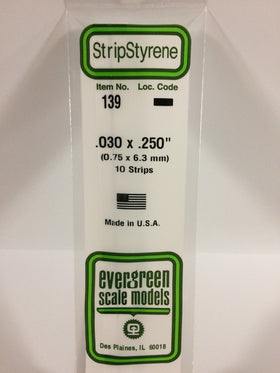 StripStyrene
Item No. Loc. Code
139
.030 x .250"
(0.75 x 6.3 mm)
10 Strips
Made in U.S.A.
evergreen
scale models
Des Plaines, IL 60018